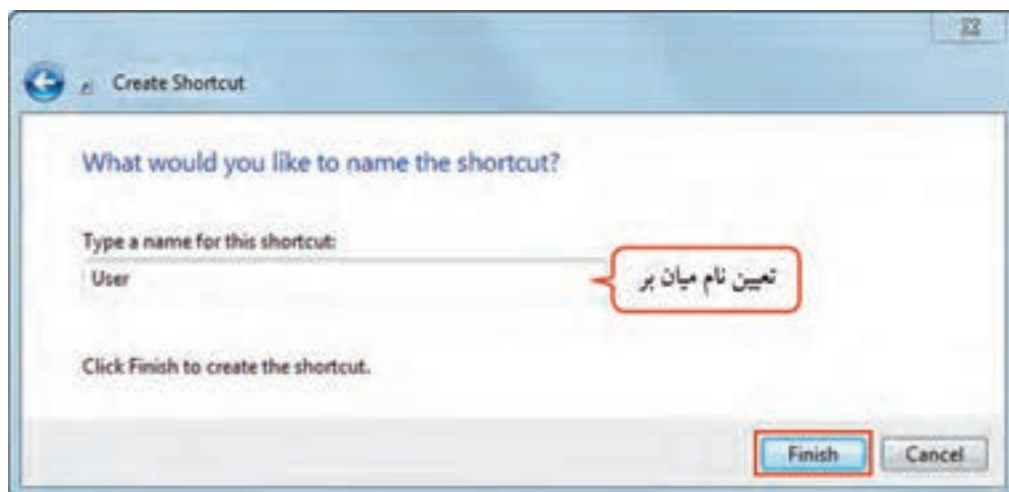 Create Shortcut
What would you like to name the shortcut?
Type a name for this shortcut:
User
تعیین نام میان بر
Click Finish to create the shortcut.
Finish
Cancel